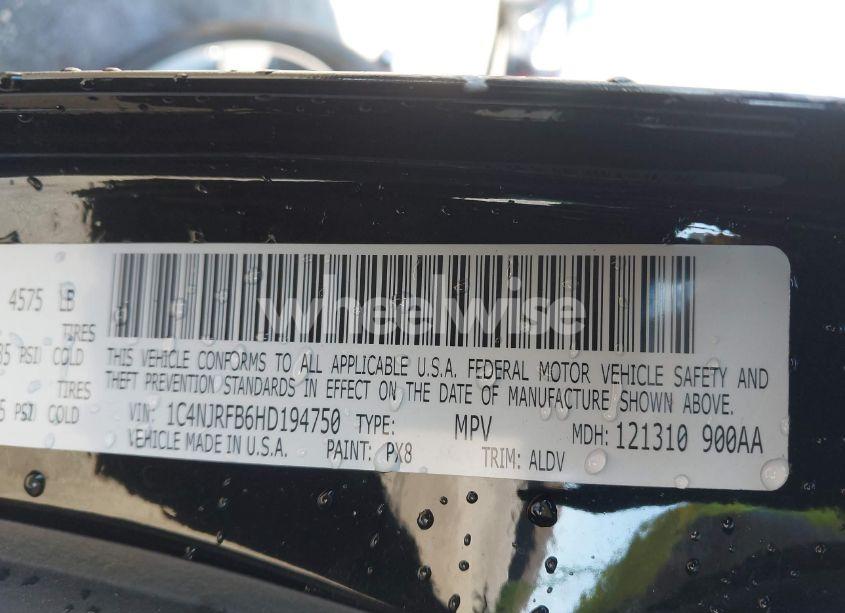 4575 LB
TIRES
35 PSI COLD
TIRES
5 PSI COLD
wheelwise
THIS VEHICLE CONFORMS TO ALL APPLICABLE U.S.A. FEDERAL MOTOR VEHICLE SAFETY AND
THEFT PREVENTION STANDARDS IN EFFECT ON THE DATE OF MANUFACTURE SHOWN ABOVE.
VIN: 1C4NJRFB6HD194750 TYPE: MPV MDH: 121310 900AA
VEHICLE MADE IN U.S.A. PAINT: PX8 TRIM: ALDV